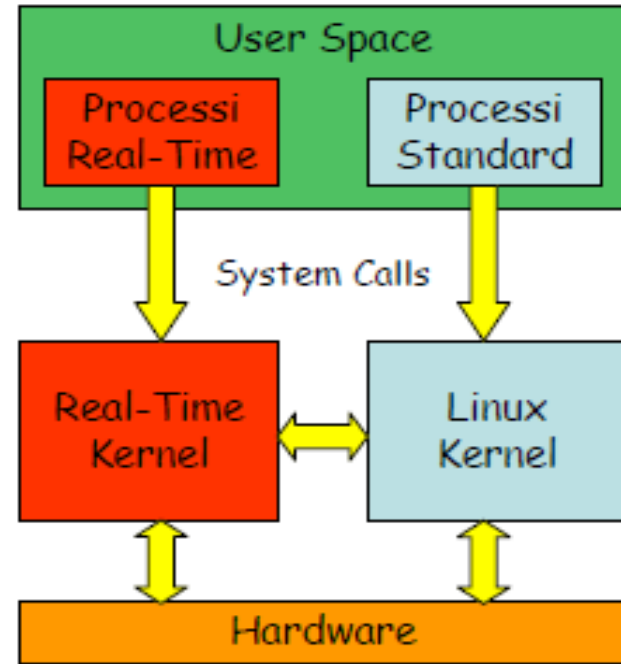 User Space
Processi
Real-Time
Processi
Standard
System Calls
Real-Time
Kernel
Linux
Kernel
Hardware